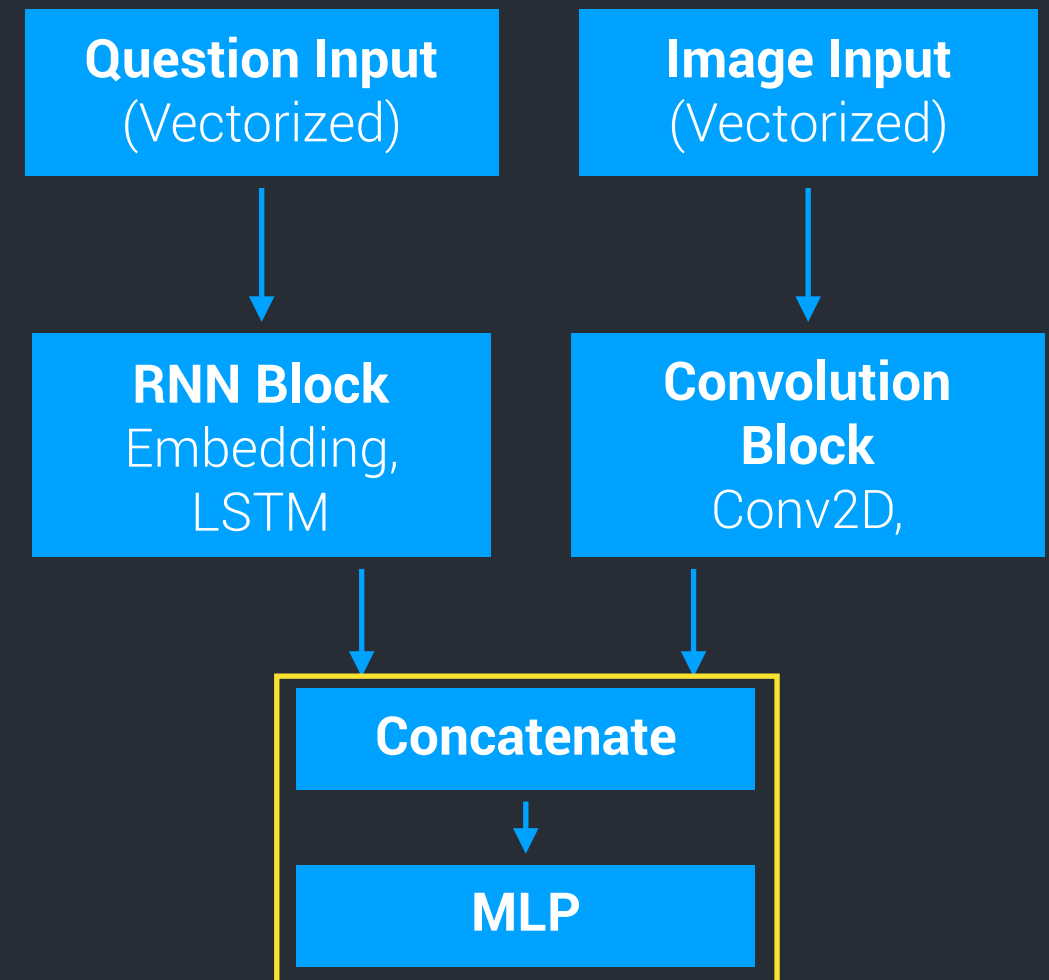 Question Input
(Vectorized)
Image Input
(Vectorized)
RNN Block
Embedding,
LSTM
Convolution
Block
Conv2D,
Concatenate
MLP